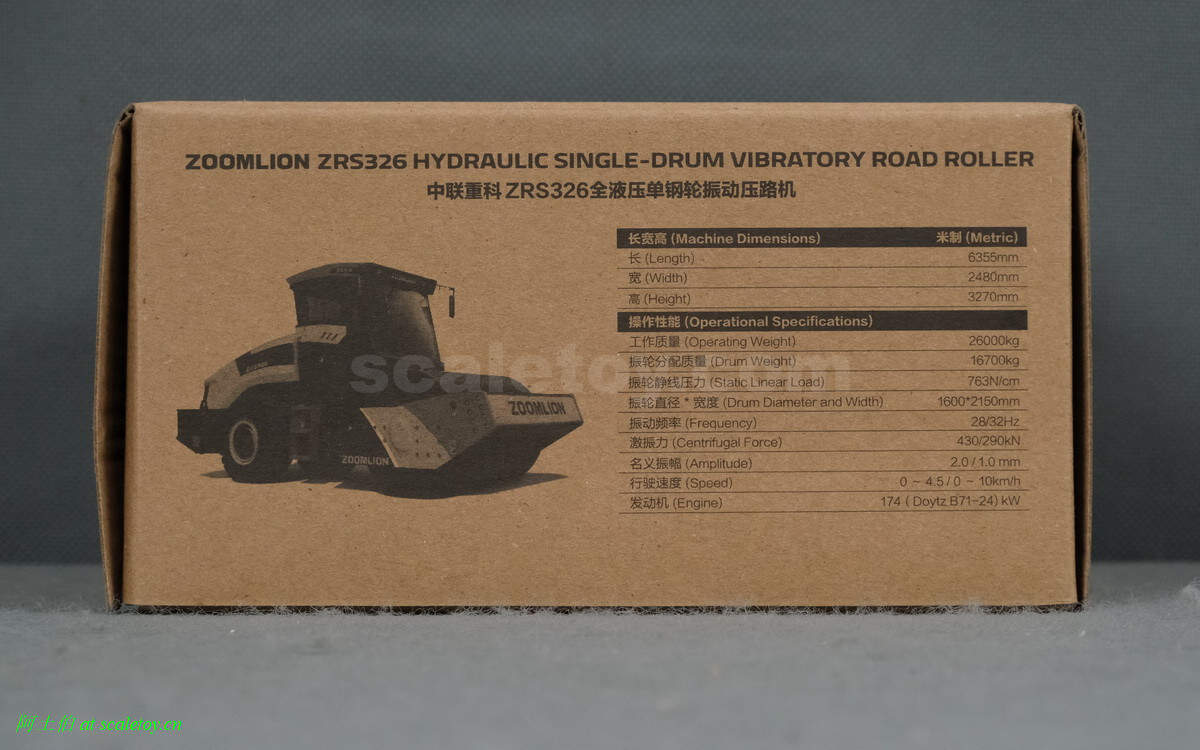 ZOOMLION ZRS326 HYDRAULIC SINGLE-DRUM VIBRATORY ROAD ROLLER
中联重科 ZRS326全液压单钢轮振动压路机
长宽高 (Machine Dimensions) 米制 (Metric)
长 (Length) 6355mm
宽 (Width) 2480mm
高 (Height) 3270mm
操作性能 (Operational Specifications)
工作质量 (Operating Weight) 26000kg
振轮分配质量 (Drum Weight) 16700kg
振轮静线压力 (Static Linear Load) 763N/cm
振轮直径 * 宽度 (Drum Diameter and Width) 1600*2150mm
振动频率 (Frequency) 28/32Hz
激振力 (Centrifugal Force) 430/290kN
名义振幅 (Amplitude) 2.0 / 1.0 mm
行驶速度 (Speed) 0 ~ 4.5 / 0 ~ 10km/h
发动机 (Engine) 174 ( Doytz B71-24) kW
ZOOMLION
ZOOMLION
at scaletoy.cn